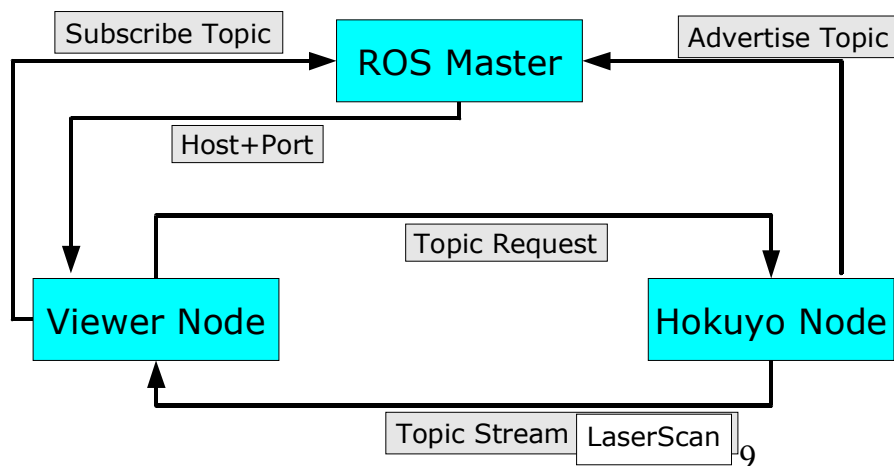 Subscribe Topic
ROS Master
Advertise Topic
Host+Port
Topic Request
Viewer Node
Hokuyo Node
Topic Stream
LaserScan
9